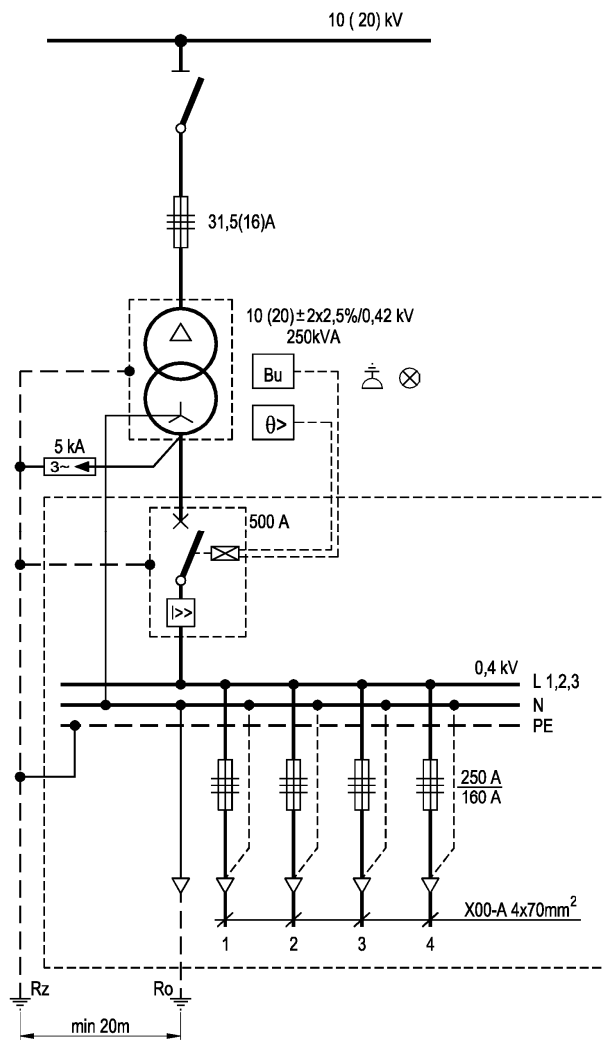 10 ( 20) kV
31,5(16)A
10 (20)±2x2,5%/0,42 kV
250kVA
Bu
θ>
5 kA
3~
500 A
I>>
0,4 kV
L 1,2,3
N
PE
250 A
160 A
X00-A 4x70mm²
1 2 3 4
Rz
Ro
min 20m